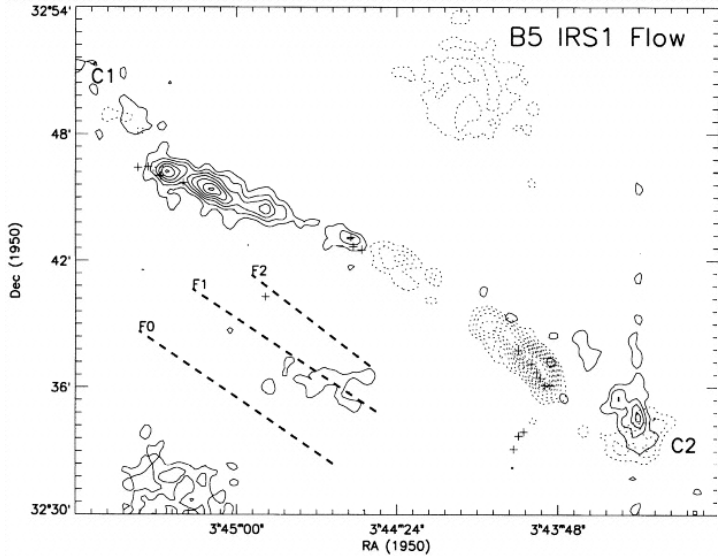 32°54'
B5 IRS1 Flow
C1
48'
42'
Dec (1950)
F2
F1
F0
36'
C2
32°30'
3ʰ45ᵐ00ˢ
3ʰ44ᵐ24ˢ
3ʰ43ᵐ48ˢ
RA (1950)